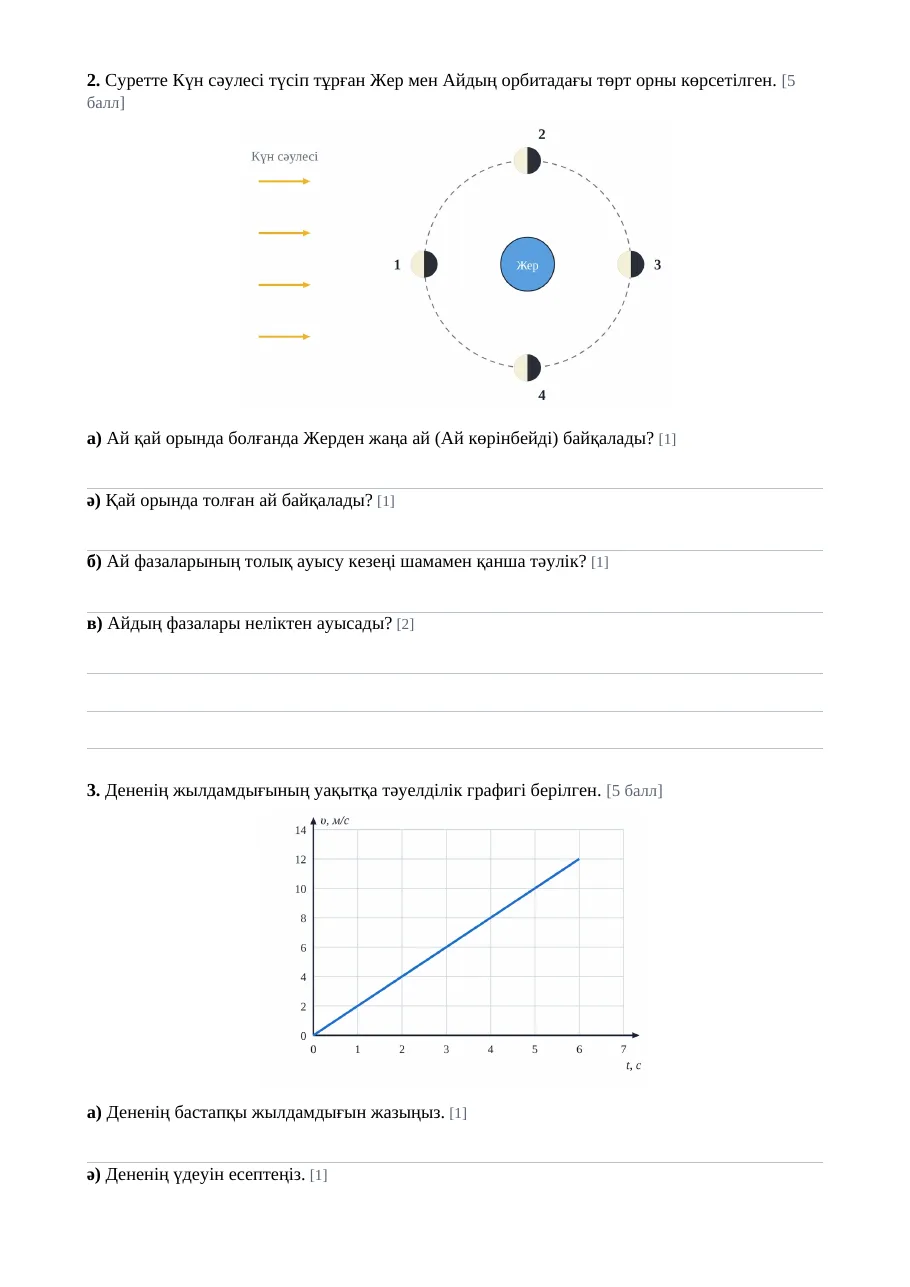 2. Суретте Күн сәулесі түсіп тұрған Жер мен Айдың орбитадағы төрт орны көрсетілген. [5
балл]
2
Күн сәулесі
1
Жер
3
4
а) Ай қай орында болғанда Жерден жаңа ай (Ай көрінбейді) байқалады? [1]
ә) Қай орында толған ай байқалады? [1]
б) Ай фазаларының толық ауысу кезеңі шамамен қанша тәулік? [1]
в) Айдың фазалары неліктен ауысады? [2]
3. Дененің жылдамдығының уақытқа тәуелділік графигі берілген. [5 балл]
υ, м/с
14
12
10
8
6
4
2
0
0 1 2 3 4 5 6 7
t, с
а) Дененің бастапқы жылдамдығын жазыңыз. [1]
ә) Дененің үдеуін есептеңіз. [1]